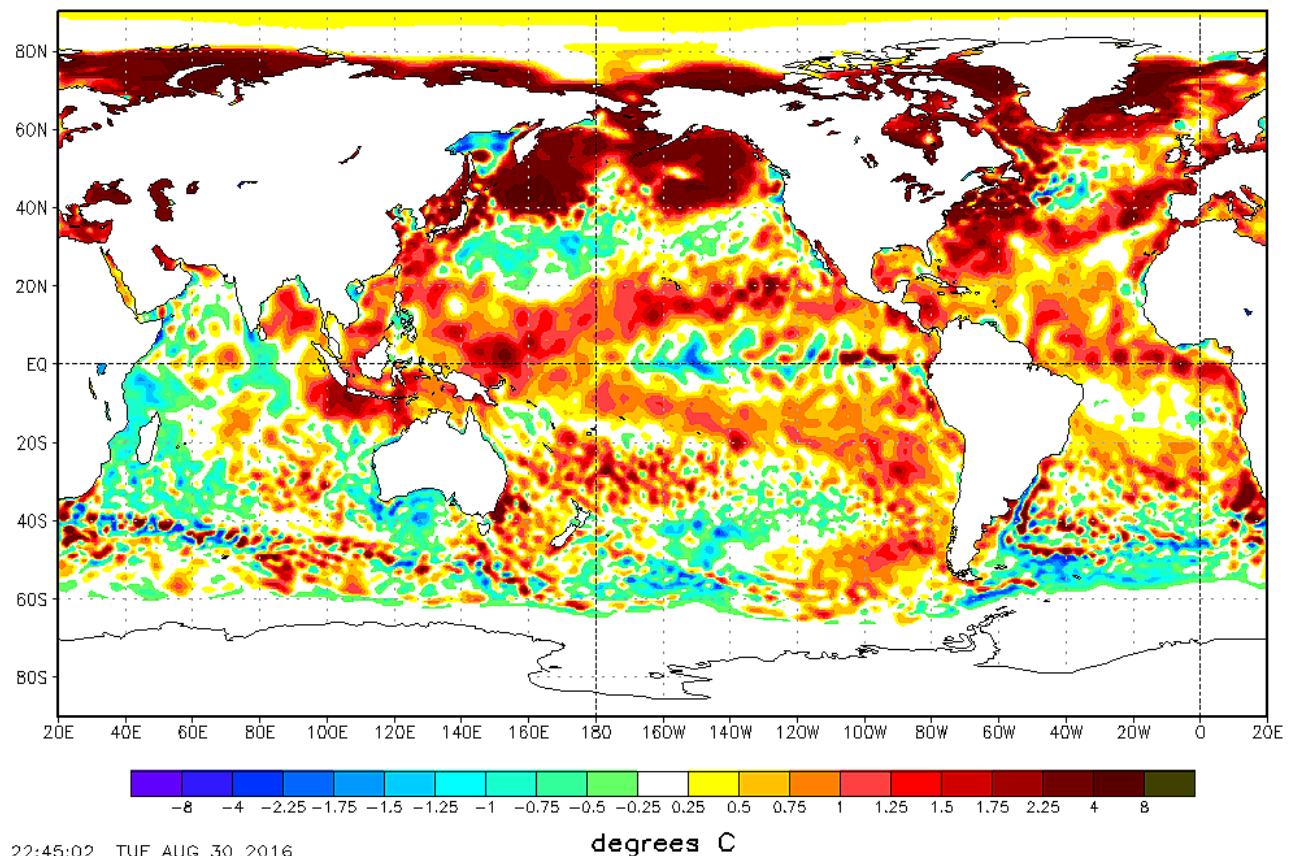 80N
60N
40N
20N
EQ
20S
40S
60S
80S
20E 40E 60E 80E 100E 120E 140E 160E 180 160W 140W 120W 100W 80W 60W 40W 20W 0 20E
-8 -4 -2.25 -1.75 -1.5 -1.25 -1 -0.75 -0.5 -0.25 0.25 0.5 0.75 1 1.25 1.5 1.75 2.25 4 8
degrees C
22:45:02 TUE AUG 30 2016